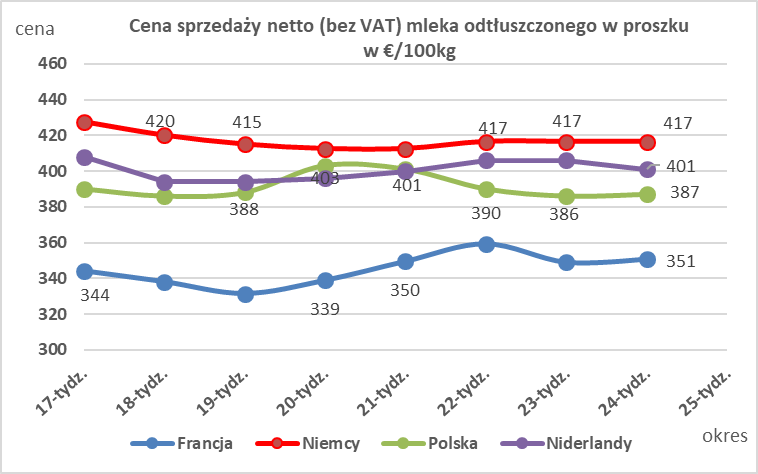 cena
Cena sprzedaży netto (bez VAT) mleka odtłuszczonego w proszku
w €/100kg
460
440
420
400
380
360
340
320
300
420
415
417
417
417
403
401
401
388
390
386
387
344
339
350
351
17-tydz.
18-tydz.
19-tydz.
20-tydz.
21-tydz.
22-tydz.
23-tydz.
24-tydz.
25-tydz.
okres
Francja
Niemcy
Polska
Niderlandy